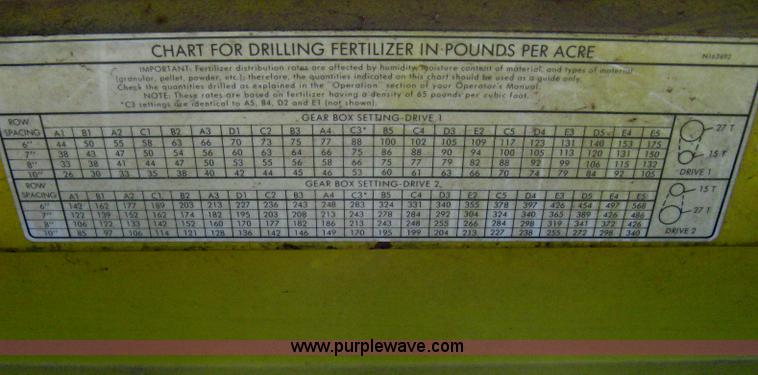 CHART FOR DRILLING FERTILIZER IN POUNDS PER ACRE
N163692
IMPORTANT: Fertilizer distribution rates are affected by humidity, moisture content of material, and types of material
(granular, pellet, powder, etc.); therefore, the quantities indicated on this chart should be used as a guide only.
Check the quantities drilled as explained in the "Operation" section of your Operator's Manual.
NOTE: These rates are based on fertilizer having a density of 65 pounds per cubic foot.
*C3 settings are identical to A5, B4, D2 and E1 (not shown).
ROW SPACING GEAR BOX SETTING-DRIVE 1
A1 B1 A2 C1 B2 A3 D1 C2 B3 A4 C3* B5 C4 D3 E2 C5 D4 E3 D5 E4 E5
6" 44 50 55 58 63 66 70 73 75 77 88 100 102 105 109 117 123 131 140 153 175
7" 38 43 47 50 54 56 60 63 64 66 75 86 88 90 94 100 105 113 120 131 150
8" 33 38 41 44 47 50 53 55 56 58 66 75 77 79 82 88 92 99 106 115 132
10" 26 30 33 35 38 40 42 44 45 46 53 60 61 63 66 70 74 79 84 92 105
27 T
15 T
DRIVE 1
ROW SPACING GEAR BOX SETTING-DRIVE 2
A1 B1 A2 C1 B2 A3 D1 C2 B3 A4 C3* B5 C4 D3 E2 C5 D4 E3 D5 E4 E5
6" 142 162 177 189 203 213 227 236 243 248 283 324 331 340 355 378 397 426 454 497 568
7" 122 139 152 162 174 182 195 203 208 213 243 278 284 292 304 324 340 365 389 426 486
8" 106 122 133 142 152 160 170 177 182 186 213 243 248 255 266 284 298 319 341 372 426
10" 85 97 106 114 121 128 136 142 146 149 170 195 199 204 213 227 238 255 272 298 340
15 T
27 T
DRIVE 2
www.purplewave.com